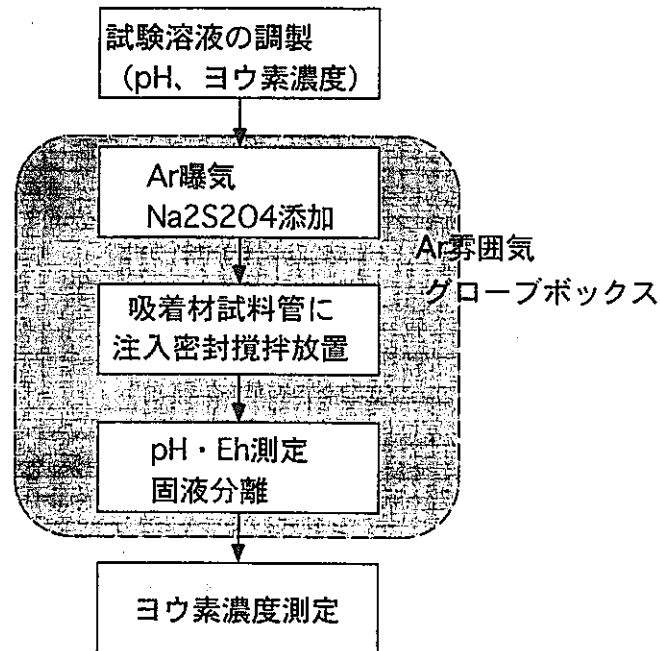 試験溶液の調製
(pH、ヨウ素濃度)
Ar曝気
Na2S2O4添加
Ar雰囲気
グローブボックス
吸着材試料管に
注入密封撹拌放置
pH・Eh測定
固液分離
ヨウ素濃度測定